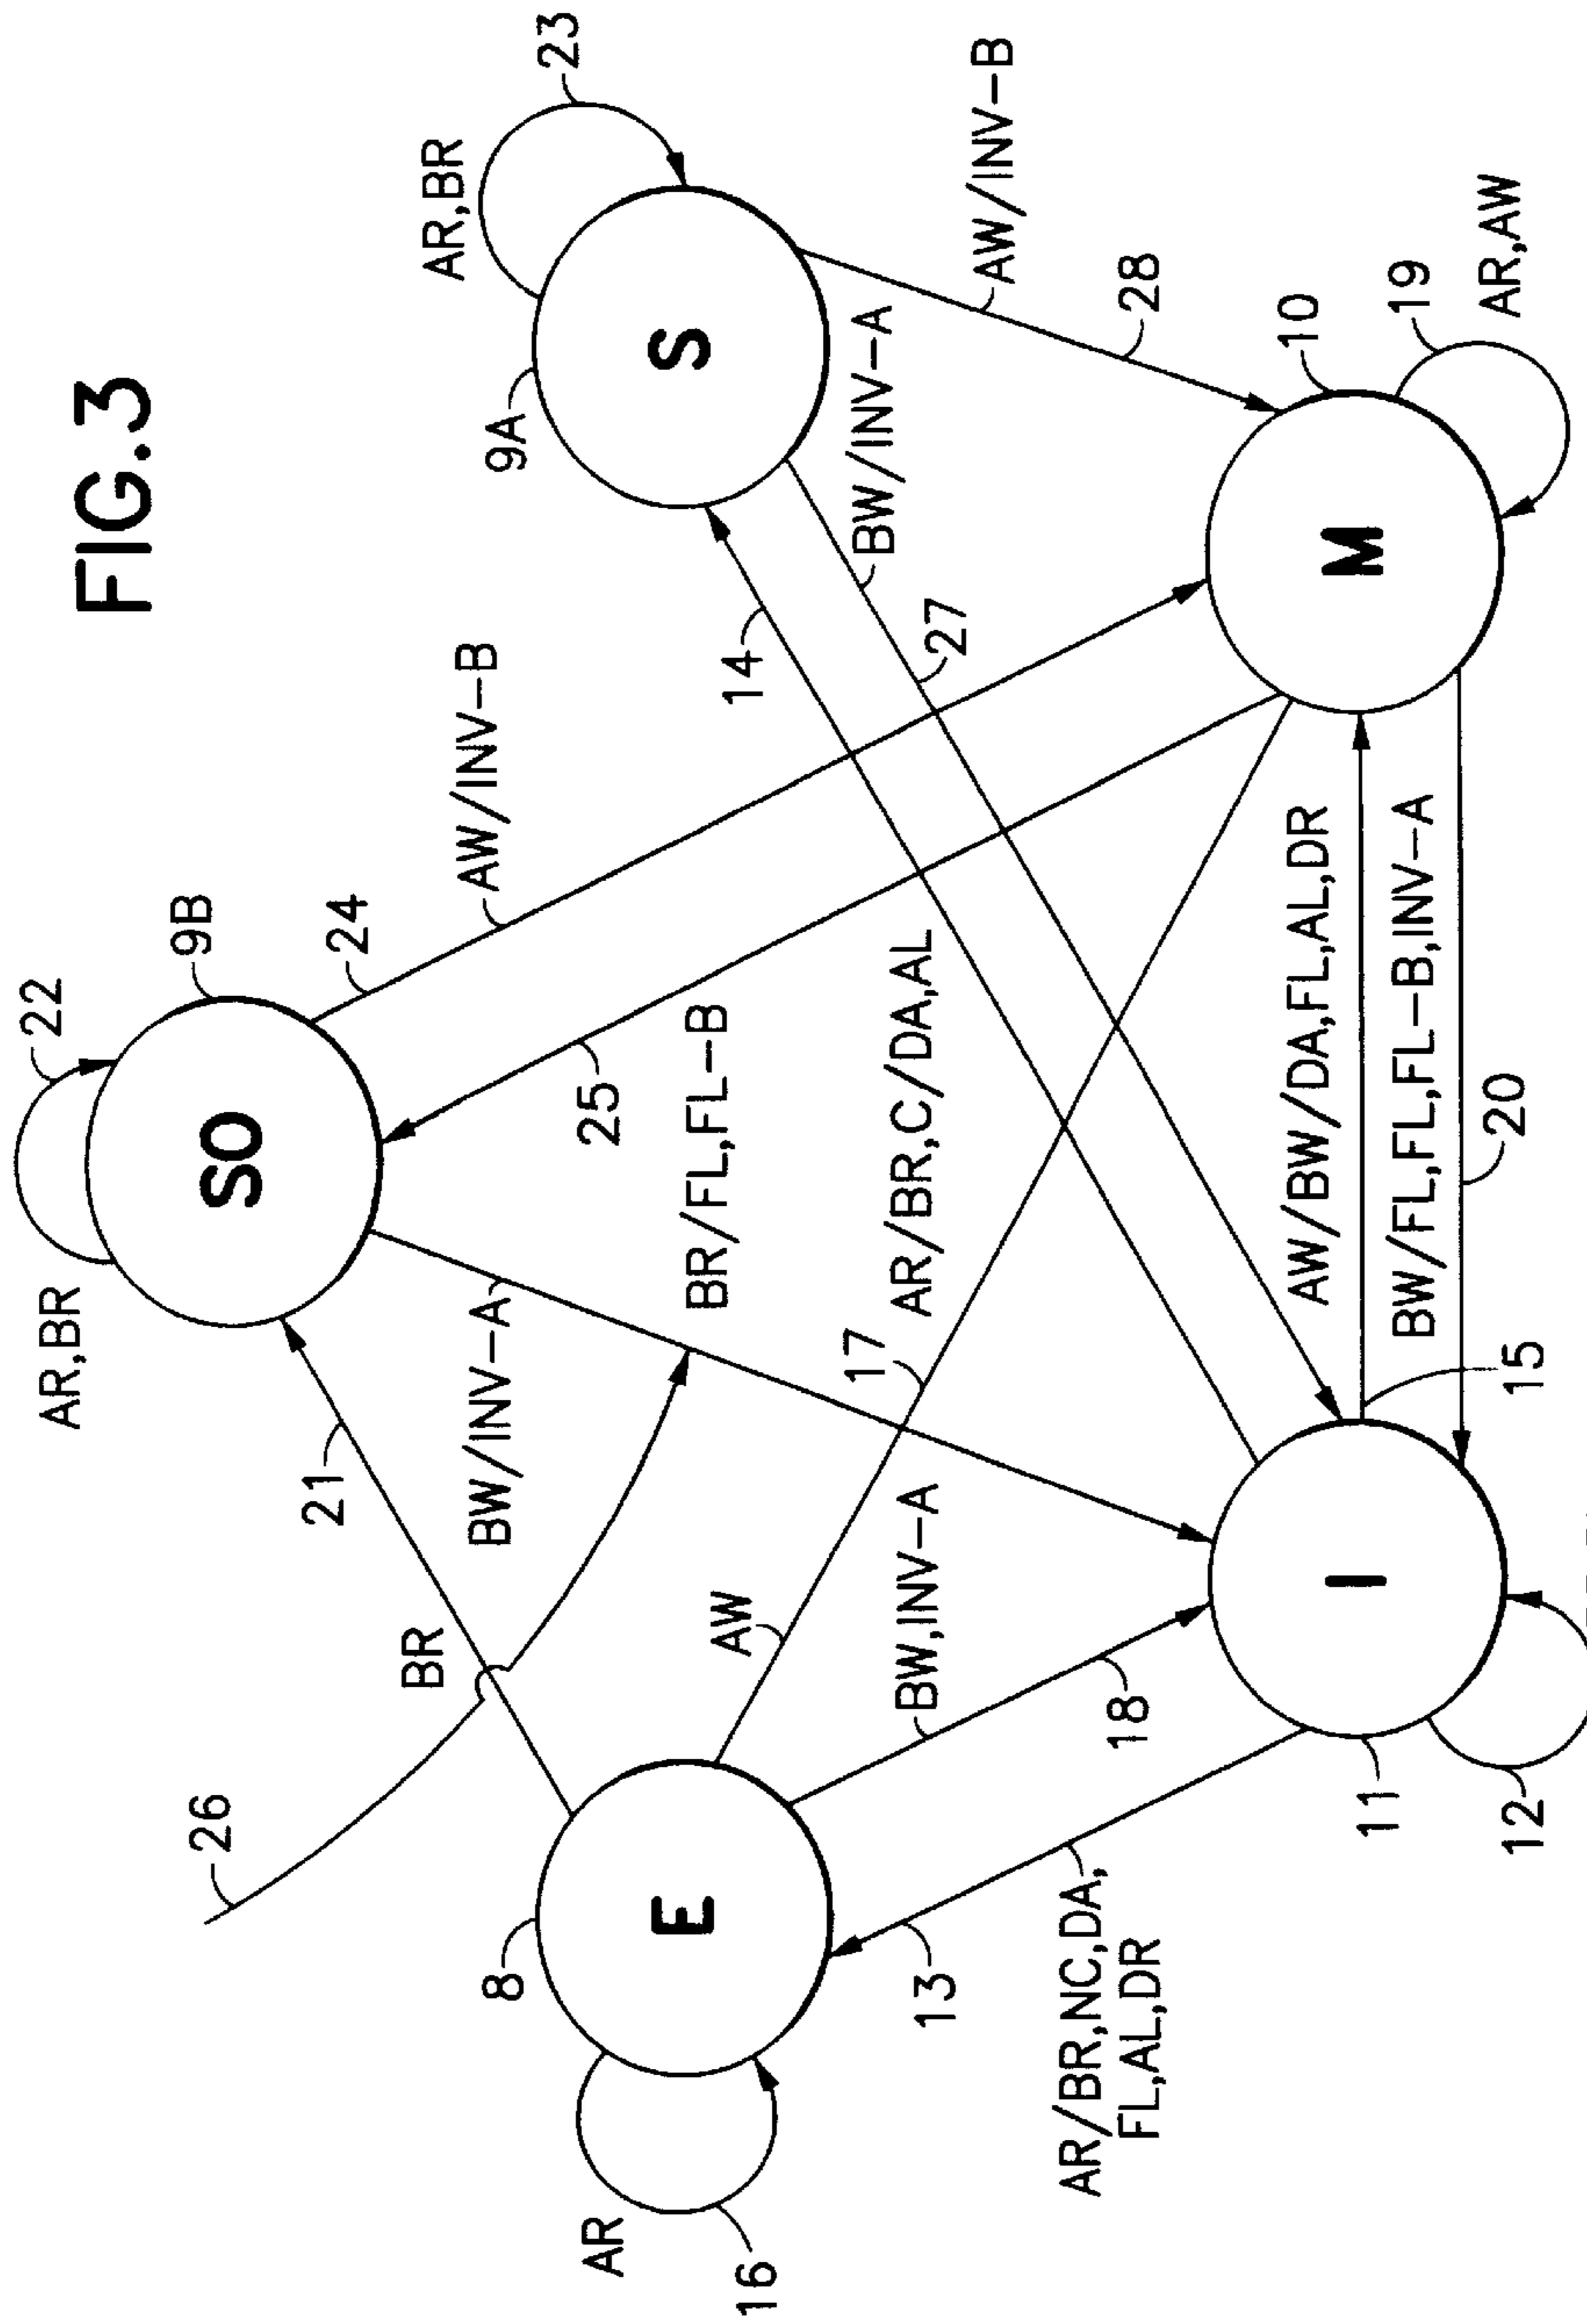 FIG.3
22
AR,BR
SO
9B
24
AW/INV-B
26
21
BR
BW/INV-A
25
BR/FL,FL-B
14
9A
AR,BR
23
S
8
E
AR
16
AW
17
AR/BR,C/DA,AL
27
BW/INV-A
AW/INV-B
28
BW,INV-A
18
13
AR/BR,NC,DA,
FL,AL,DR
11
I
12
AW/BW/DA,FL,AL,DR
BW/FL,FL,FL-B,INV-A
15
20
10
M
19
AR,AW